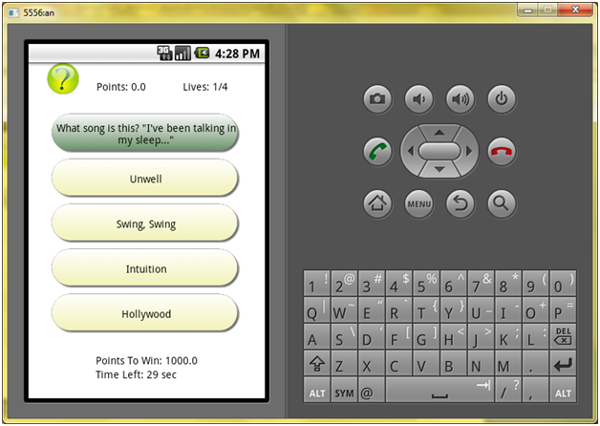 5556:an
3G
4:28 PM
?
Points: 0.0 Lives: 1/4
What song is this? "I've been talking in
my sleep..."
Unwell
Swing, Swing
Intuition
Hollywood
Points To Win: 1000.0
Time Left: 29 sec
MENU
1 ! 2 @ 3 # 4 $ 5 % 6 ^ 7 & 8 * 9 ( 0 )
Q | W ~ E “ R ` T { Y } U _ I - O + P =
A S \ D ' F [ G ] H < J > K ; L : DEL
Z X C V B N M .
ALT SYM @ / ? , ALT